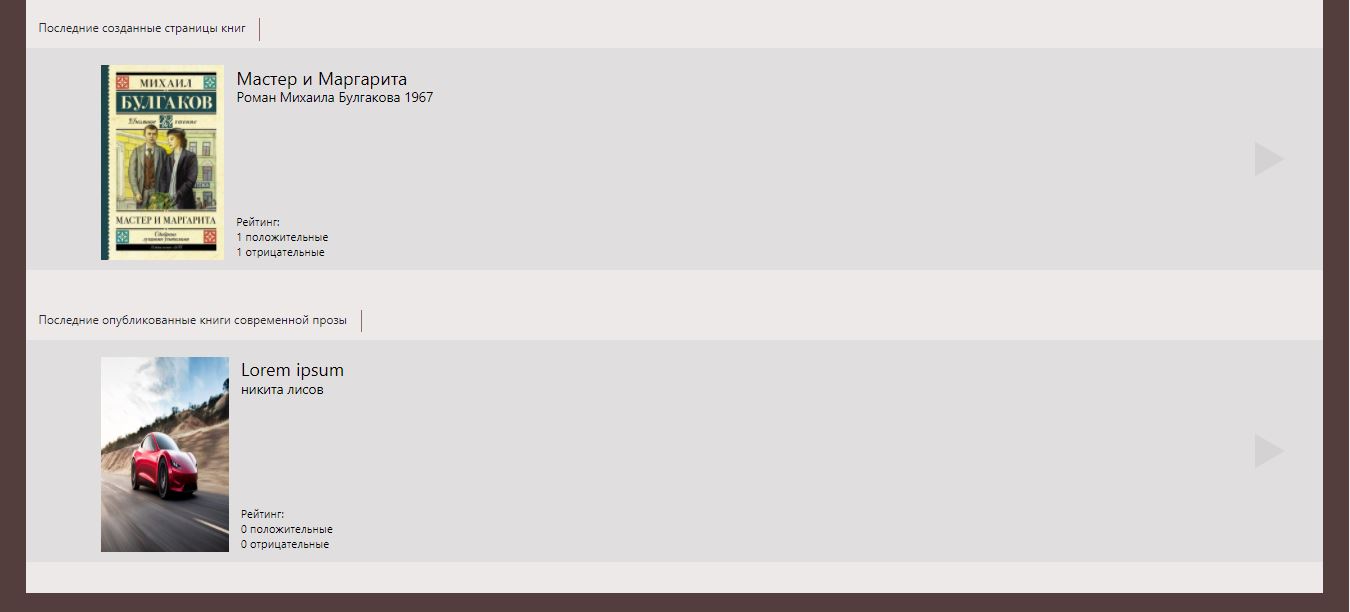 Последние созданные страницы книг
МИХАИЛ
БУЛГАКОВ
чтение
МАСТЕР И МАРГАРИТА
Мастер и Маргарита
Роман Михаила Булгакова 1967
Рейтинг:
1 положительные
1 отрицательные
Последние опубликованные книги современной прозы
Lorem ipsum
никита лисов
Рейтинг:
0 положительные
0 отрицательные